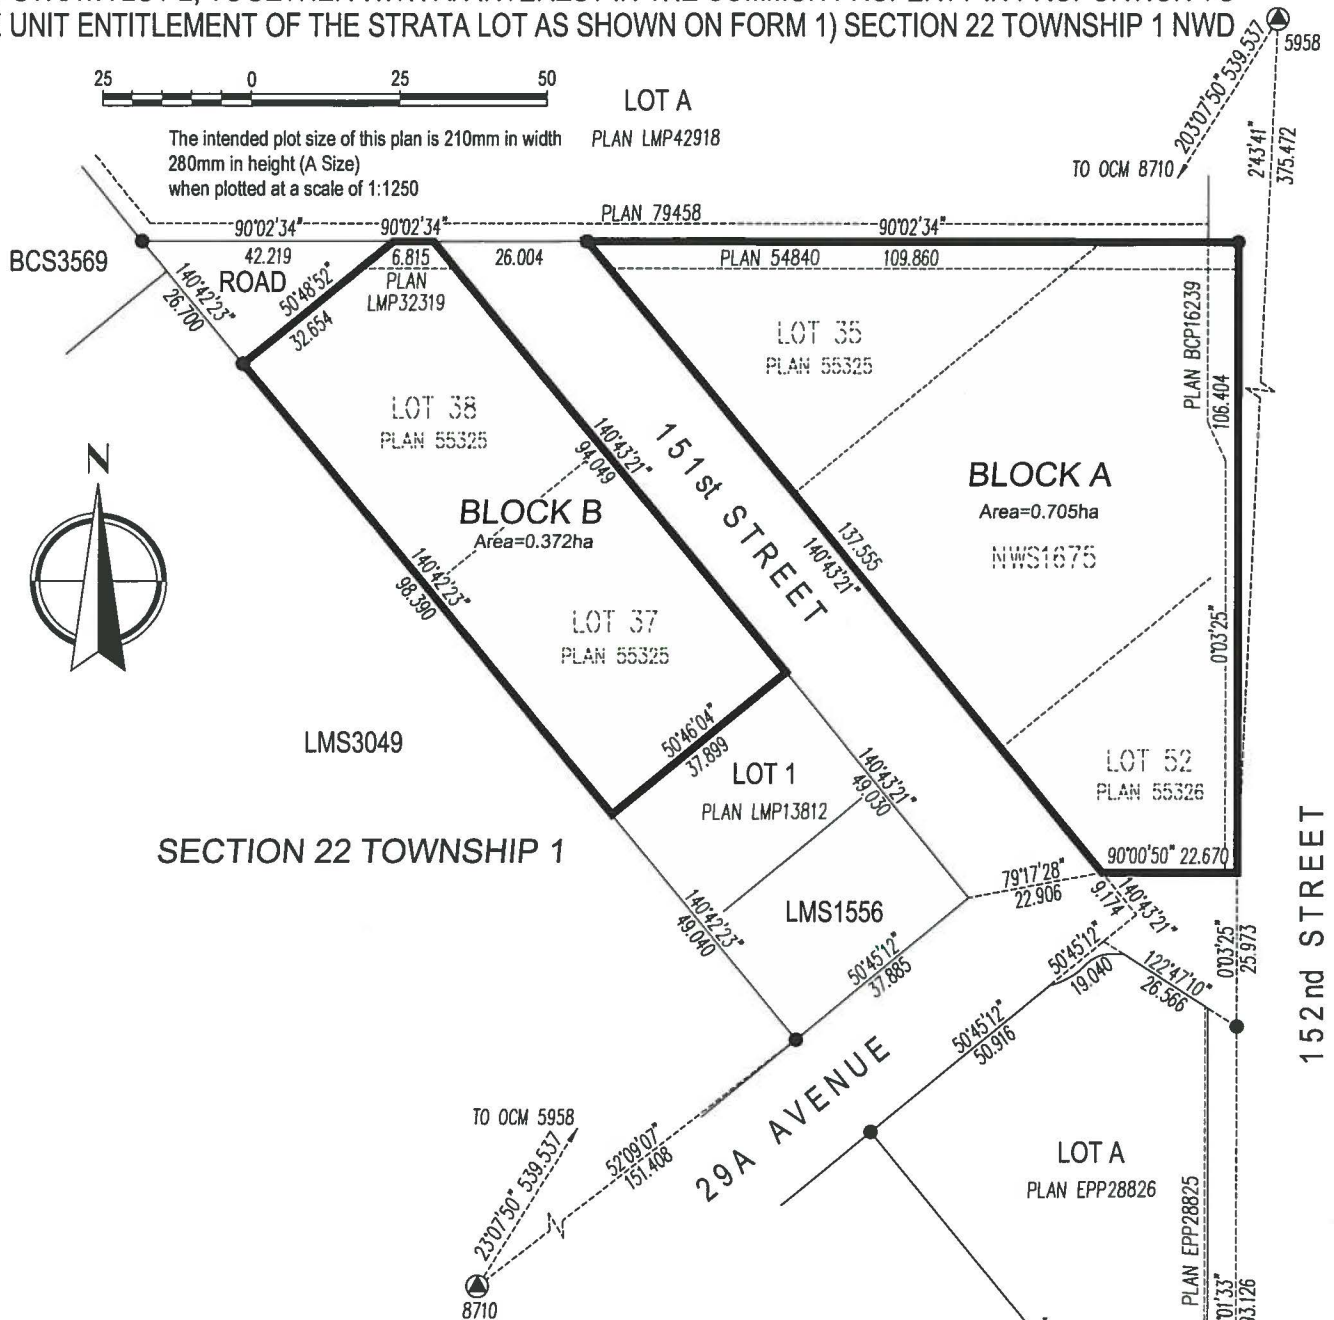 UNIT ENTITLEMENT OF THE STRATA LOT AS SHOWN ON FORM 1) SECTION 22 TOWNSHIP 1 NWD
5958
25 0 25 50
LOT A
PLAN LMP42918
203°07'50" 539.537
TO OCM 8710
2°43'41"
375.472
The intended plot size of this plan is 210mm in width
280mm in height (A Size)
when plotted at a scale of 1:1250
PLAN 79458
90°02'34" 90°02'34" 90°02'34"
42.219 6.815 26.004 PLAN 54840 109.860
BCS3569
ROAD
PLAN
LMP32319
140°42'23"
26.700
50°48'52"
32.654
LOT 35
PLAN 55325
PLAN BCP16239
106.404
LOT 38
PLAN 55325
140°43'21"
94.049
151st STREET
N
BLOCK A
Area=0.705ha
NWS1675
BLOCK B
Area=0.372ha
137.555
140°43'21"
140°42'23"
98.390
LOT 37
PLAN 55325
0°03'25"
LMS3049
50°46'04"
37.899
LOT 1
PLAN LMP13812
140°43'21"
49.030
LOT 52
PLAN 55326
152nd STREET
SECTION 22 TOWNSHIP 1
90°00'50" 22.670
79°17'28"
22.906
140°43'21"
9.174
LMS1556
140°42'23"
49.040
50°45'12"
37.885
50°45'12"
19.040
122°47'10"
26.566
0°03'25"
25.973
50°45'12"
50.916
29A AVENUE
TO OCM 5958
23°07'50" 539.537
52°09'07"
151.408
LOT A
PLAN EPP28826
PLAN EPP28825
01'33"
93.126
8710